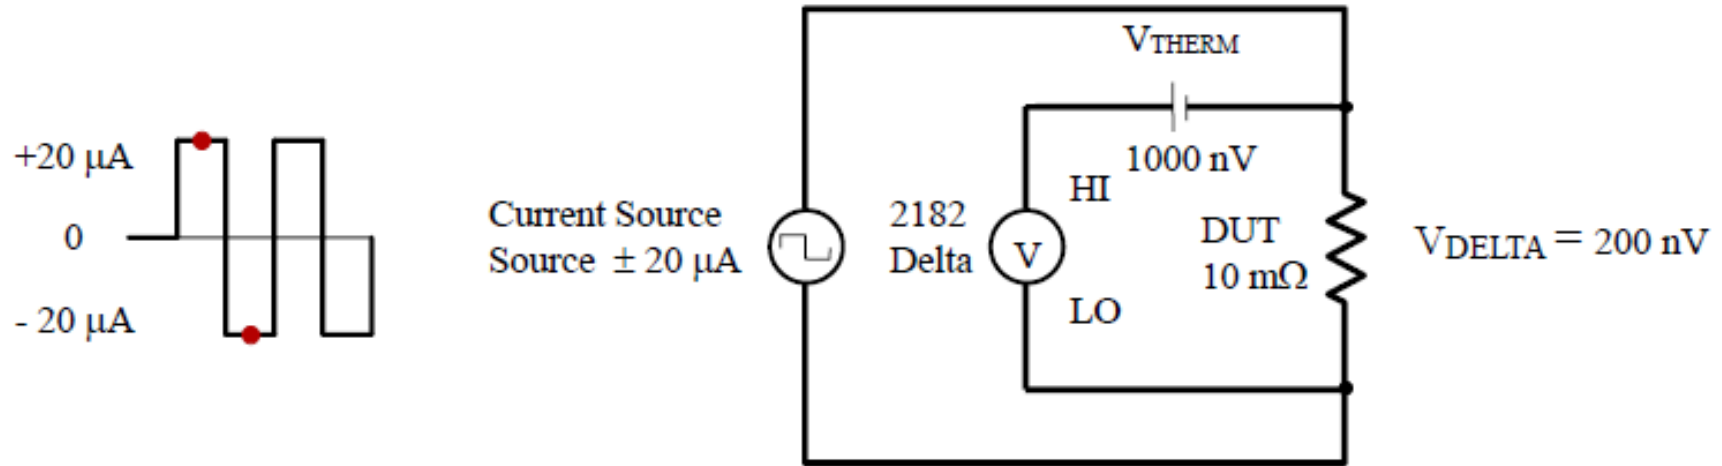 +20 μA
0
- 20 μA
Current Source
Source ± 20 μA
2182
Delta
V
HI
LO
VTHERM
1000 nV
DUT
10 mΩ
VDELTA = 200 nV